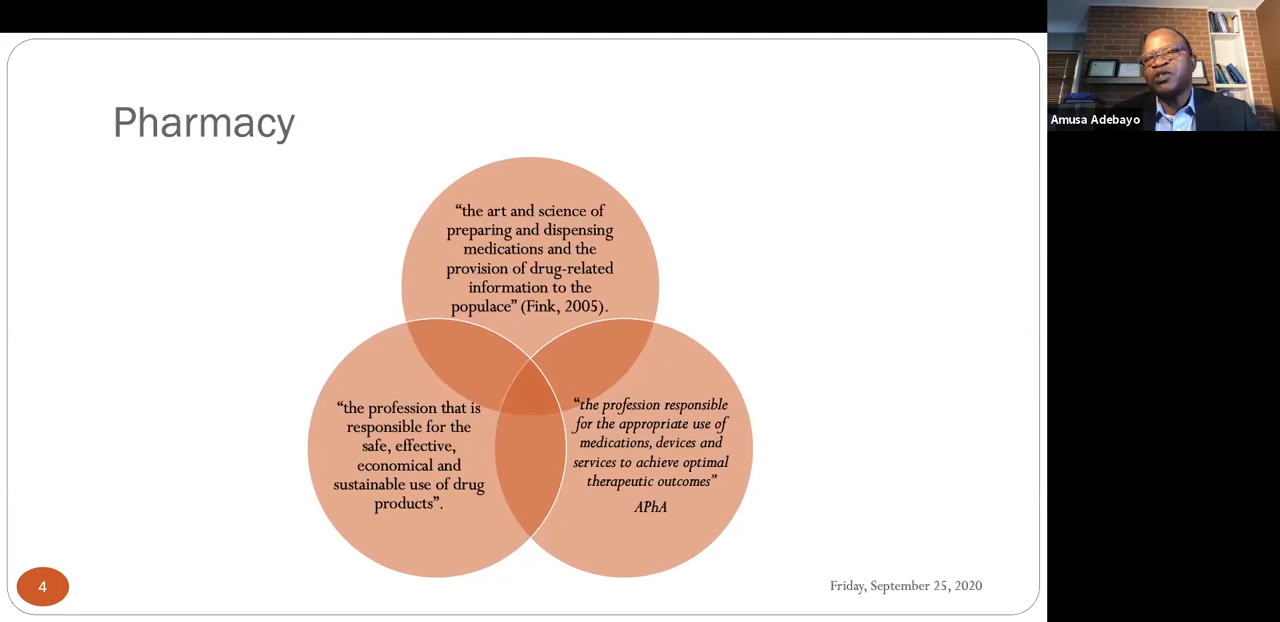 Pharmacy
“the art and science of
preparing and dispensing
medications and the
provision of drug-related
information to the
populace” (Fink, 2005).
“the profession that is
responsible for the
safe, effective,
economical and
sustainable use of drug
products”.
“the profession responsible
for the appropriate use of
medications, devices and
services to achieve optimal
therapeutic outcomes”
APhA
4
Friday, September 25, 2020
Amusa Adebayo